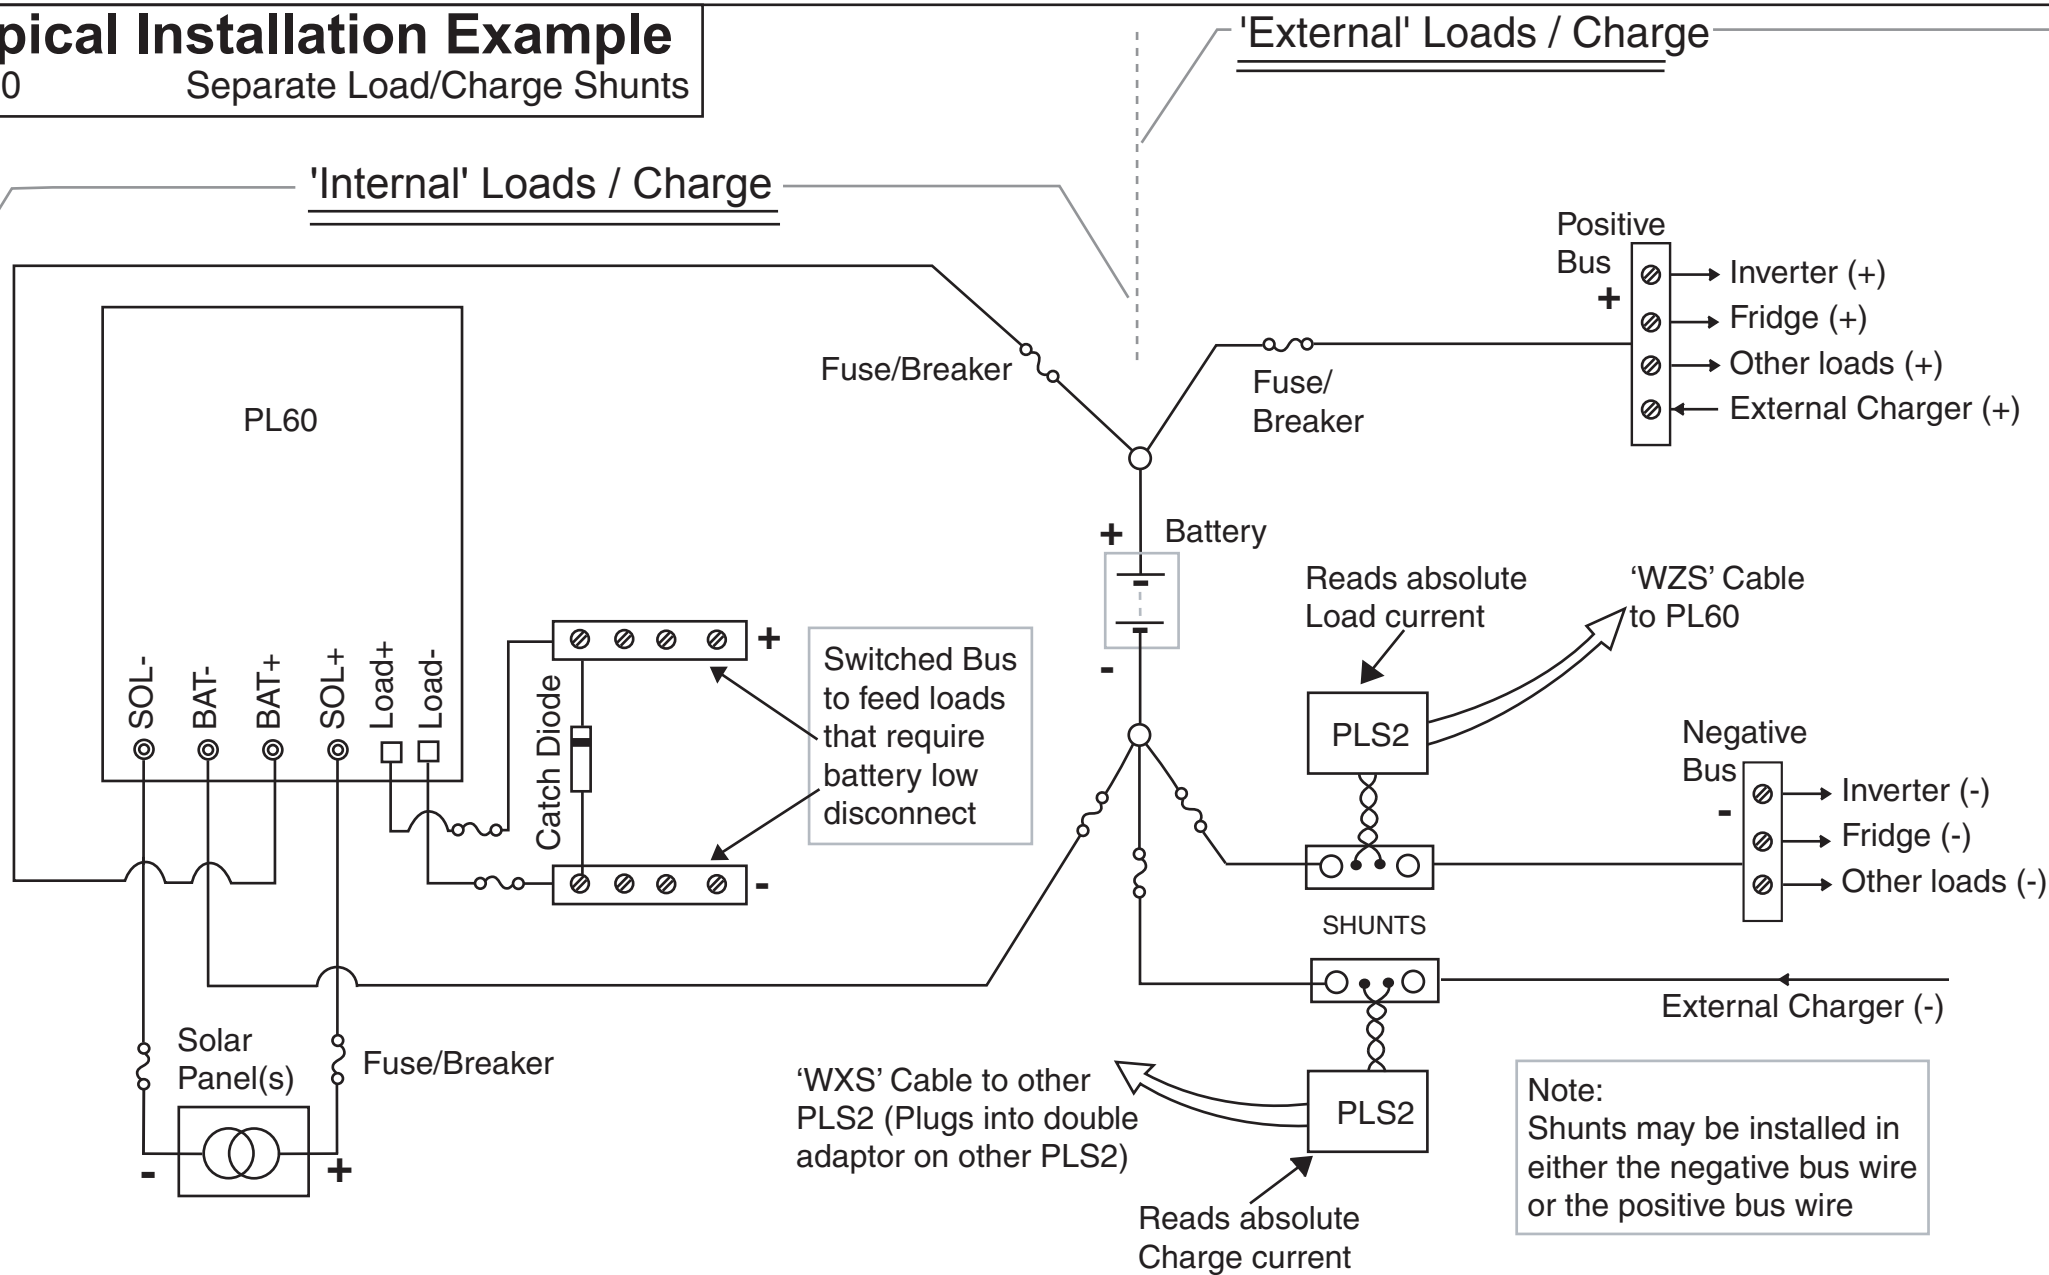 pical Installation Example
0 Separate Load/Charge Shunts
'External' Loads / Charge
'Internal' Loads / Charge
Positive
Bus
+
Inverter (+)
Fridge (+)
Other loads (+)
External Charger (+)
Fuse/Breaker
Fuse/
Breaker
PL60
+
Battery
-
Reads absolute
Load current
‘WZS’ Cable
to PL60
SOL-
BAT-
BAT+
SOL+
Load+
Load-
Catch Diode
+
-
Switched Bus
to feed loads
that require
battery low
disconnect
PLS2
Negative
Bus
-
Inverter (-)
Fridge (-)
Other loads (-)
SHUNTS
External Charger (-)
Solar
Panel(s)
Fuse/Breaker
-
+
‘WXS’ Cable to other
PLS2 (Plugs into double
adaptor on other PLS2)
PLS2
Reads absolute
Charge current
Note:
Shunts may be installed in
either the negative bus wire
or the positive bus wire